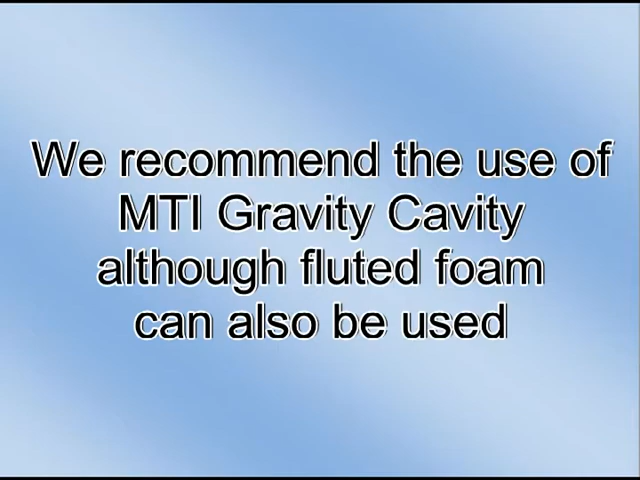 We recommend the use of
MTI Gravity Cavity
although fluted foam
can also be used